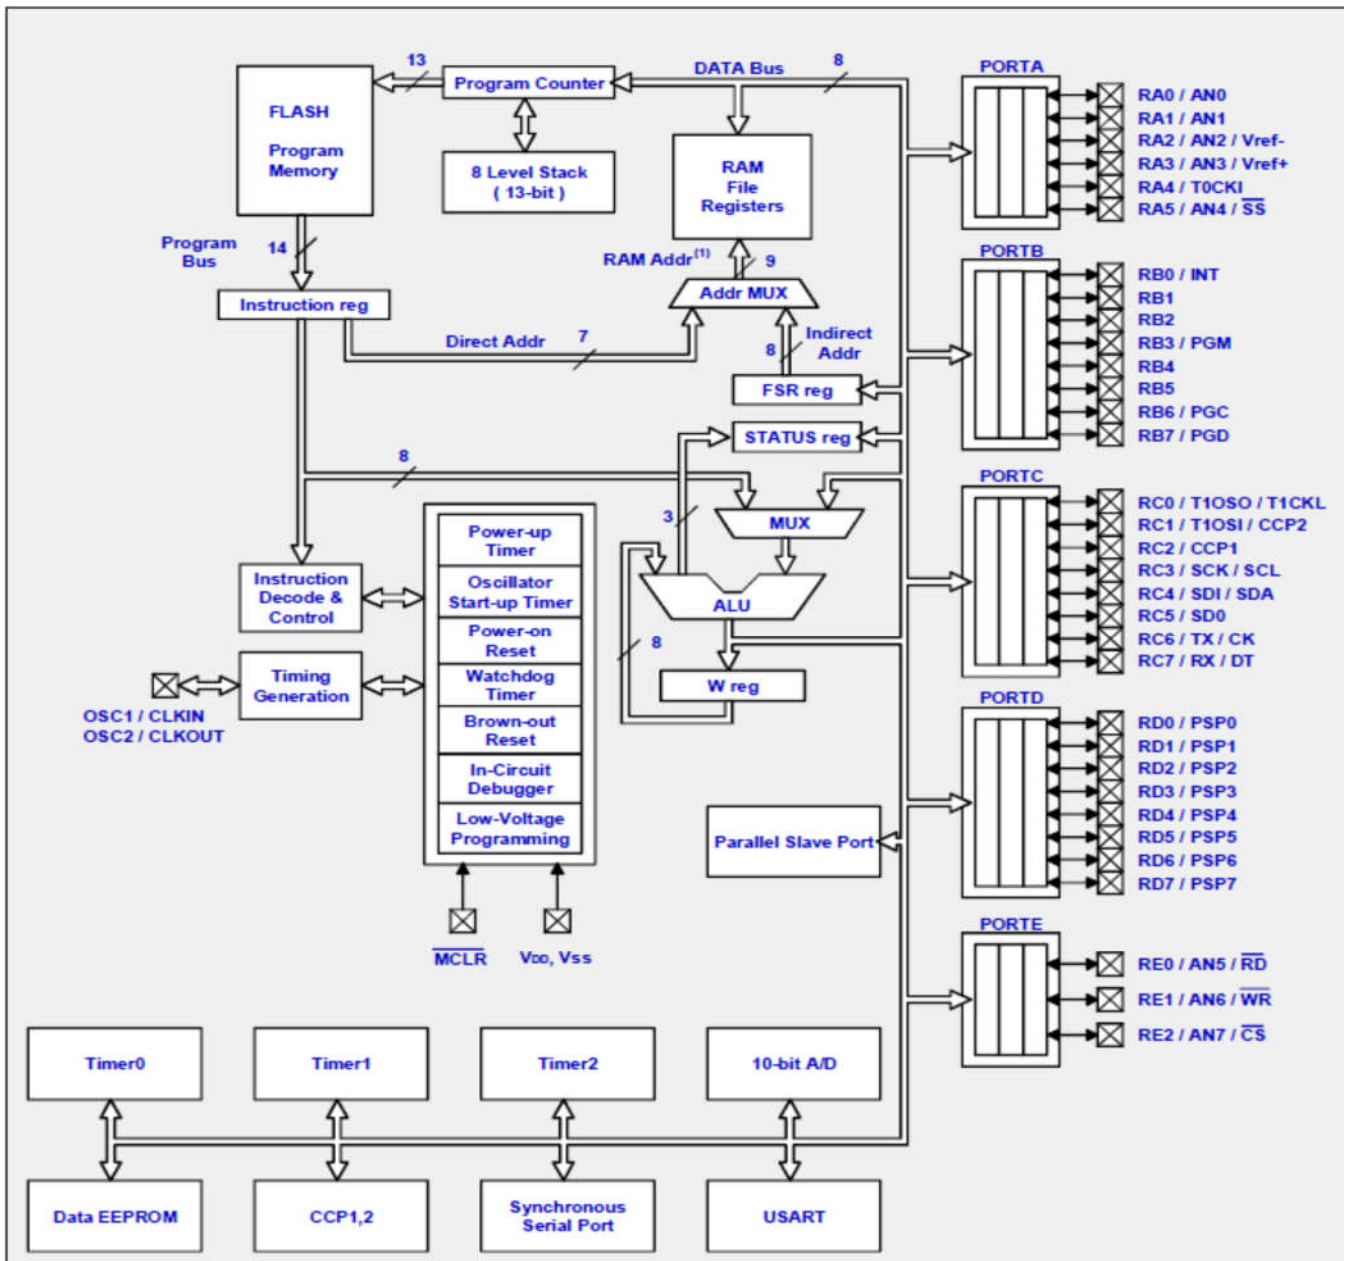 13
DATA Bus
8
PORTA
FLASH
Program
Memory
Program Counter
8 Level Stack
( 13-bit )
RAM
File
Registers
RA0 / AN0
RA1 / AN1
RA2 / AN2 / Vref-
RA3 / AN3 / Vref+
RA4 / T0CKI
RA5 / AN4 / SS
Program
Bus
14
RAM Addr(1)
9
PORTB
Instruction reg
Addr MUX
Direct Addr
7
8
Indirect
Addr
FSR reg
STATUS reg
RB0 / INT
RB1
RB2
RB3 / PGM
RB4
RB5
RB6 / PGC
RB7 / PGD
8
3
MUX
ALU
8
W reg
PORTC
RC0 / T1OSO / T1CKL
RC1 / T1OSI / CCP2
RC2 / CCP1
RC3 / SCK / SCL
RC4 / SDI / SDA
RC5 / SD0
RC6 / TX / CK
RC7 / RX / DT
Instruction
Decode &
Control
Timing
Generation
OSC1 / CLKIN
OSC2 / CLKOUT
Power-up
Timer
Oscillator
Start-up Timer
Power-on
Reset
Watchdog
Timer
Brown-out
Reset
In-Circuit
Debugger
Low-Voltage
Programming
MCLR
VDD, VSS
Parallel Slave Port
PORTD
RD0 / PSP0
RD1 / PSP1
RD2 / PSP2
RD3 / PSP3
RD4 / PSP4
RD5 / PSP5
RD6 / PSP6
RD7 / PSP7
PORTE
RE0 / AN5 / RD
RE1 / AN6 / WR
RE2 / AN7 / CS
Timer0
Timer1
Timer2
10-bit A/D
Data EEPROM
CCP1,2
Synchronous
Serial Port
USART